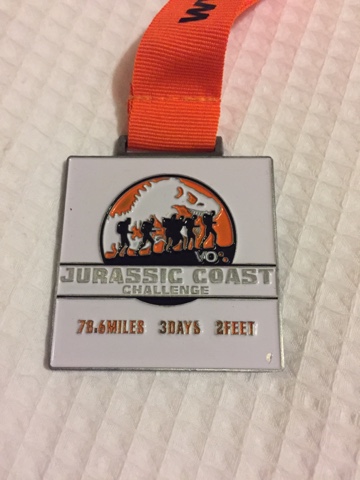 W
VO₂
JURASSIC COAST
CHALLENGE
78.6MILES 3DAYS 2FEET